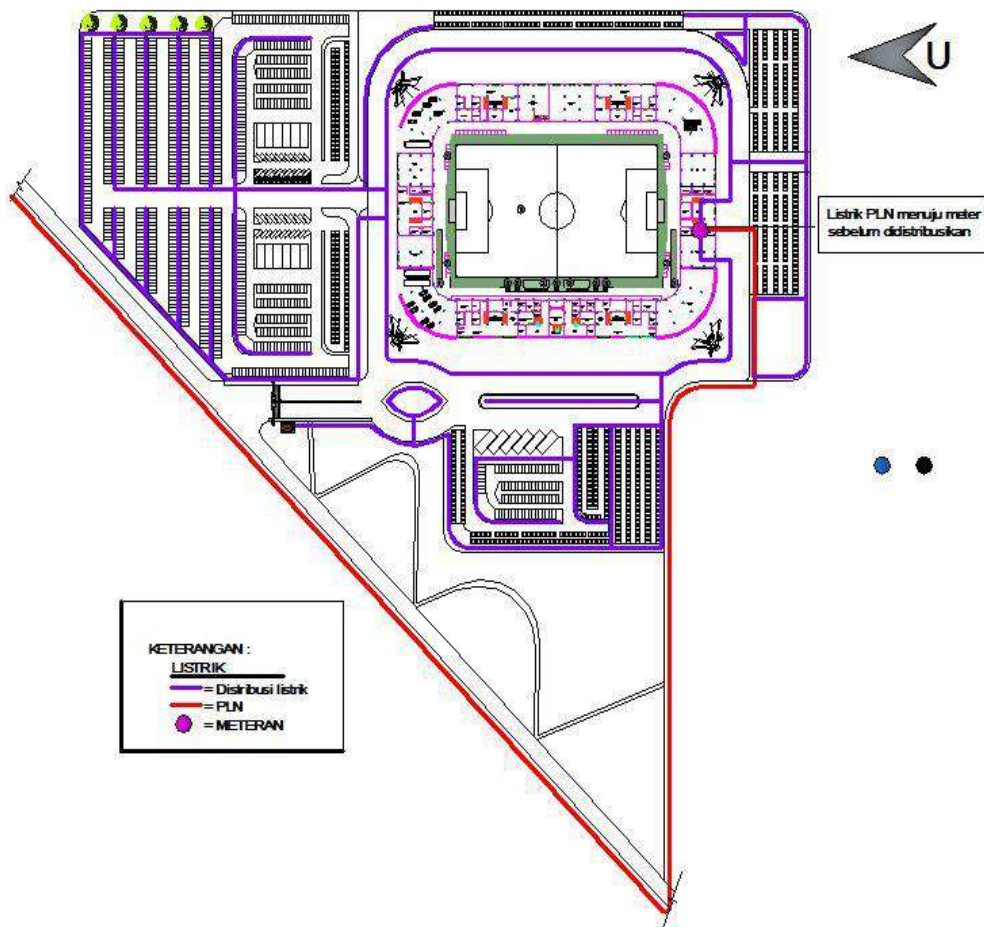 U
Listrik PLN menuju meter
sebelum didistribusikan
KETERANGAN :
LISTRIK
= Distribusi listrik
= PLN
= METERAN